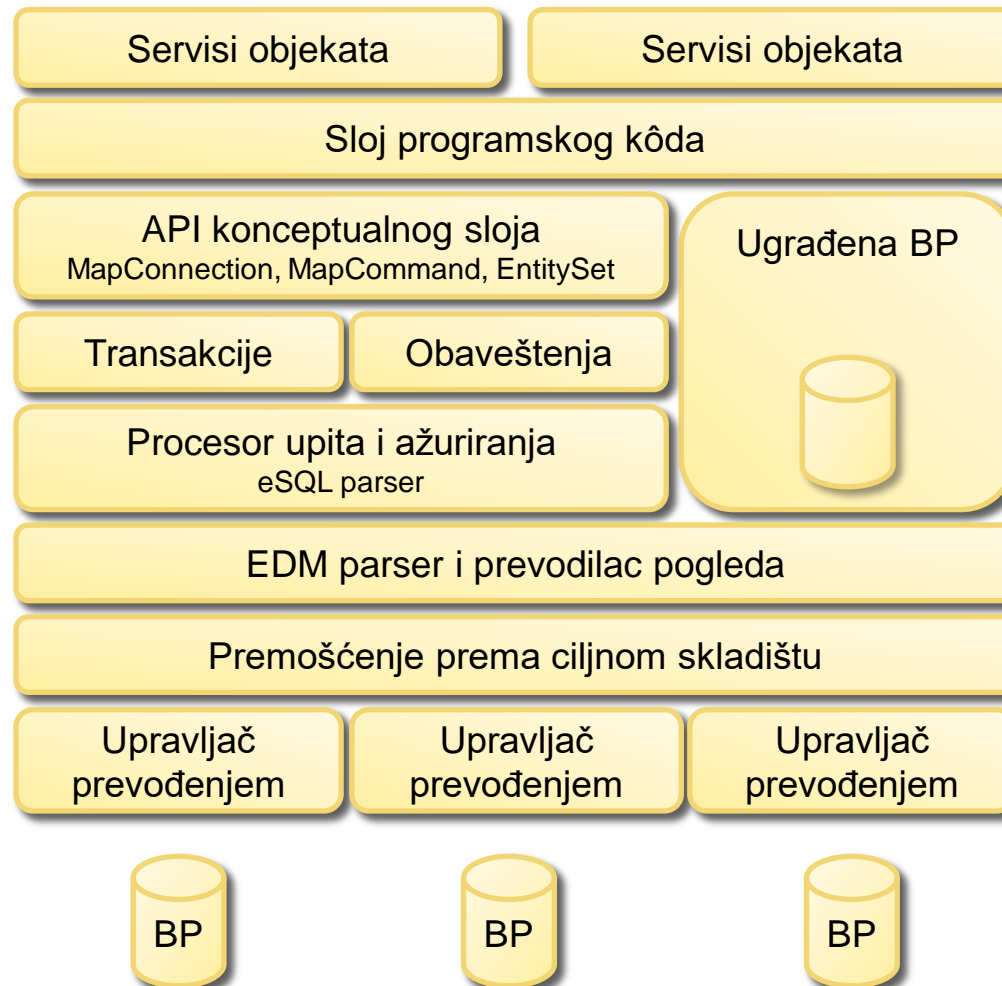 Servisi objekata
Servisi objekata
Sloj programskog kôda
API konceptualnog sloja
MapConnection, MapCommand, EntitySet
Ugrađena BP
Transakcije
Obaveštenja
Procesor upita i ažuriranja
eSQL parser
EDM parser i prevodilac pogleda
Premošćenje prema ciljnom skladištu
Upravljač
prevođenjem
Upravljač
prevođenjem
Upravljač
prevođenjem
BP
BP
BP